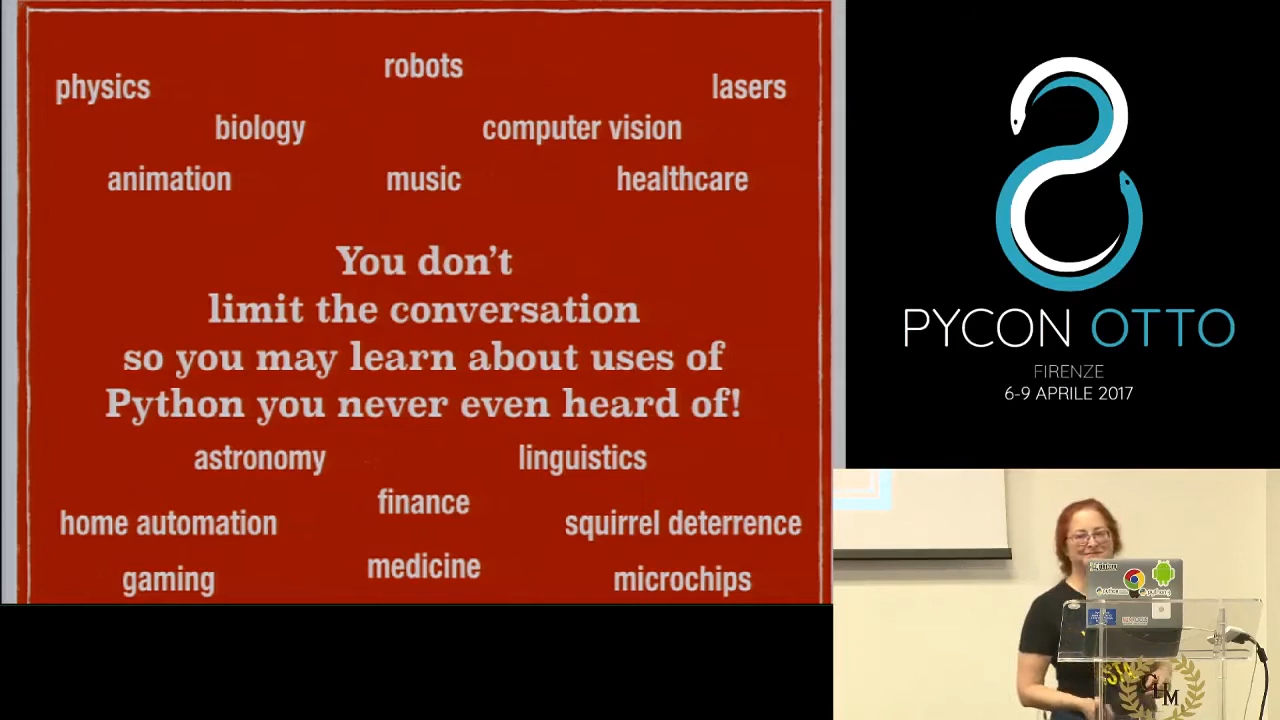 robots
physics
lasers
biology
computer vision
animation
music
healthcare
You don't
limit the conversation
so you may learn about uses of
Python you never even heard of!
astronomy
linguistics
finance
home automation
squirrel deterrence
medicine
gaming
microchips
PYCON OTTO
FIRENZE
6-9 APRILE 2017